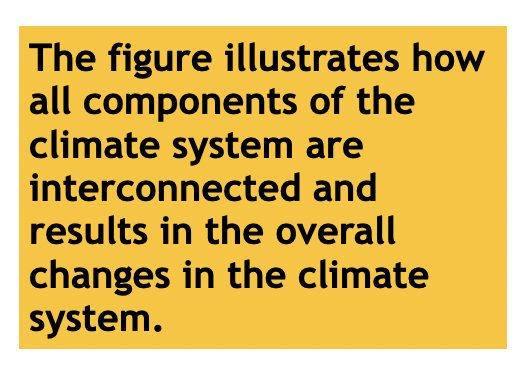 The figure illustrates how
all components of the
climate system are
interconnected and
results in the overall
changes in the climate
system.